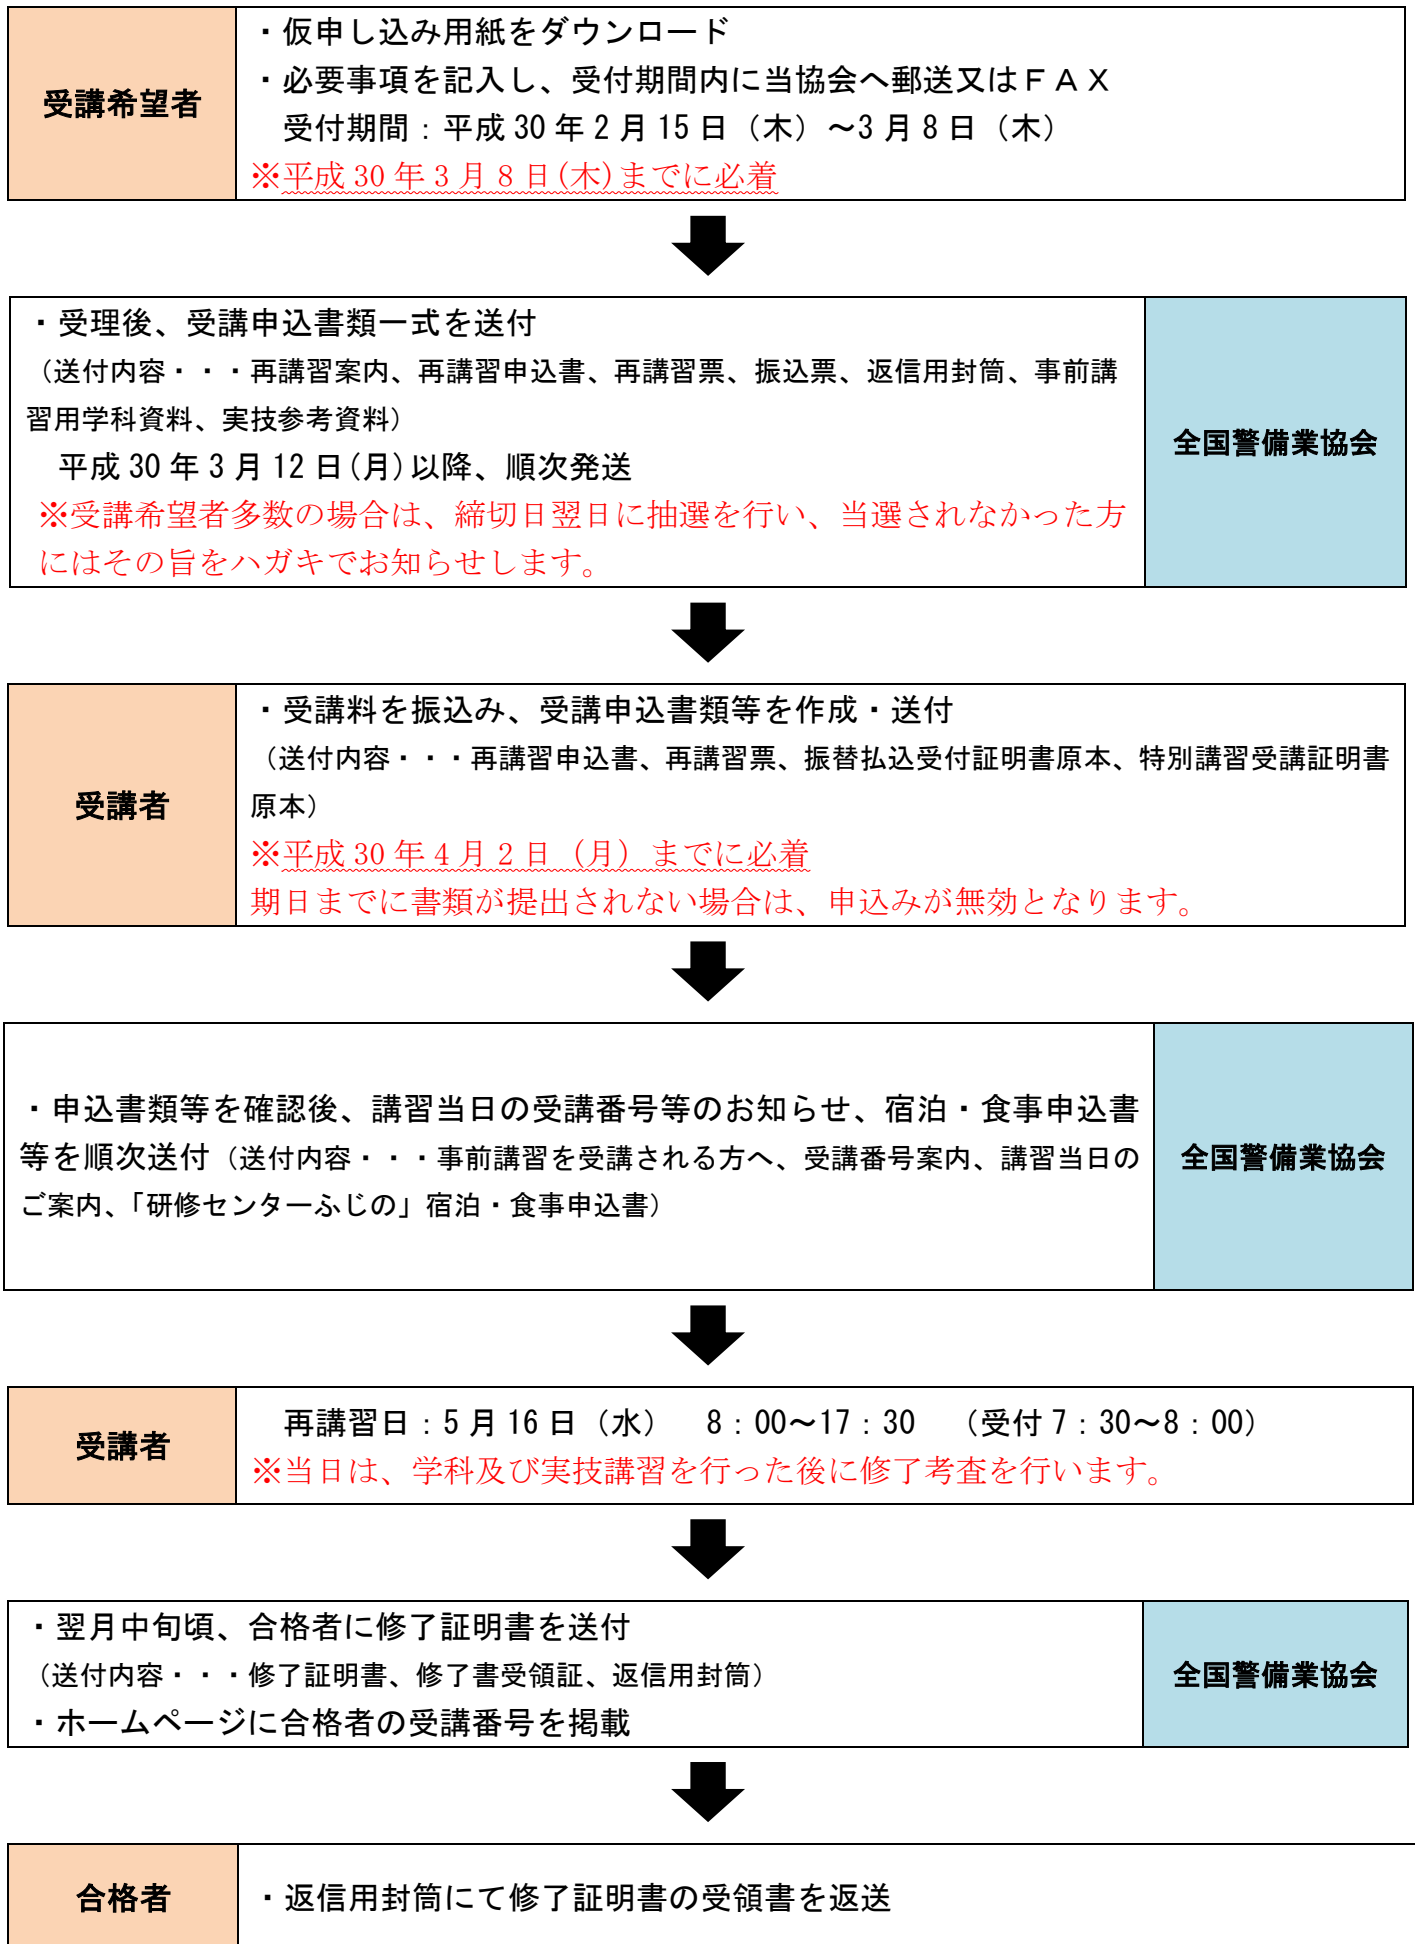 受講希望者
・仮申し込み用紙をダウンロード
・必要事項を記入し、受付期間内に当協会へ郵送又はＦＡＸ
受付期間：平成 30 年 2 月 15 日（木）～3 月 8 日（木）
※平成 30 年 3 月 8 日(木)までに必着
・受理後、受講申込書類一式を送付
（送付内容・・・再講習案内、再講習申込書、再講習票、振込票、返信用封筒、事前講
習用学科資料、実技参考資料）
平成 30 年 3 月 12 日(月)以降、順次発送
※受講希望者多数の場合は、締切日翌日に抽選を行い、当選されなかった方
にはその旨をハガキでお知らせします。
全国警備業協会
受講者
・受講料を振込み、受講申込書類等を作成・送付
（送付内容・・・再講習申込書、再講習票、振替払込受付証明書原本、特別講習受講証明書
原本）
※平成 30 年 4 月 2 日（月）までに必着
期日までに書類が提出されない場合は、申込みが無効となります。
・申込書類等を確認後、講習当日の受講番号等のお知らせ、宿泊・食事申込書
等を順次送付（送付内容・・・事前講習を受講される方へ、受講番号案内、講習当日の
ご案内、「研修センターふじの」宿泊・食事申込書）
全国警備業協会
受講者
再講習日：5 月 16 日（水）　8：00～17：30　（受付 7：30～8：00）
※当日は、学科及び実技講習を行った後に修了考査を行います。
・翌月中旬頃、合格者に修了証明書を送付
（送付内容・・・修了証明書、修了書受領証、返信用封筒）
・ホームページに合格者の受講番号を掲載
全国警備業協会
合格者
・返信用封筒にて修了証明書の受領書を返送